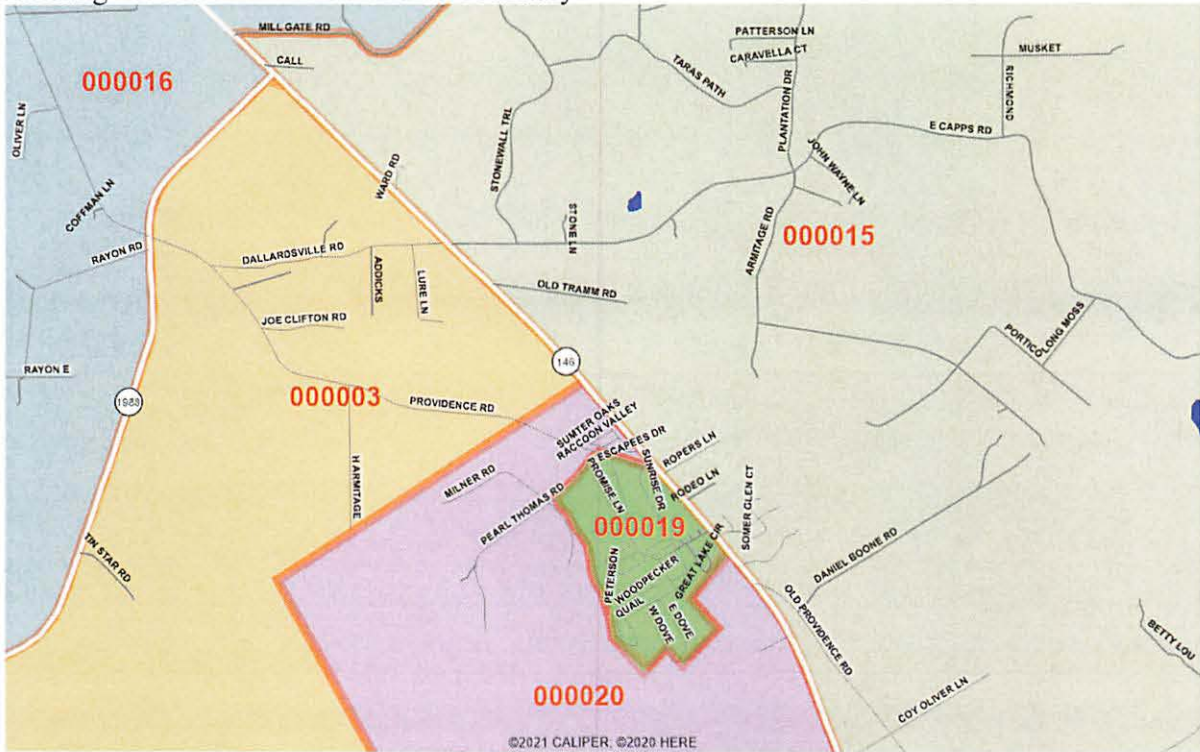 MILL GATE RD
CALL
PATTERSON LN
CARAVELLA CT
MUSKET
000016
TARAS PATH
RICHMOND
OLIVER LN
PLANTATION DR
E CAPPS RD
STONEWALL TRL
JOHN WAYNE LN
WARD RD
COFFMAN LN
STONE LN
000015
RAYON RD
DALLARDSVILLE RD
ARMITAGE RD
ADDICKS
LURE LN
OLD TRAMM RD
JOE CLIFTON RD
PORTICO
LONG MOSS
146
RAYON E
1988
000003
PROVIDENCE RD
SUMTER OAKS
RACCOON VALLEY
ESCAPEES DR
ROPERS LN
SUNRISE DR
RODEO LN
H ARMITAGE
MILNER RD
PROMISE LN
PEARL THOMAS RD
SOMER GLEN CT
000019
TIN STAR RD
PETERSON
WOODPECKER
QUAIL
GREAT LAKE CIR
DANIEL BOONE RD
W DOVE
E DOVE
OLD PROVIDENCE RD
BETTY LOU
000020
COY OLIVER LN
©2021 CALIPER; ©2020 HERE